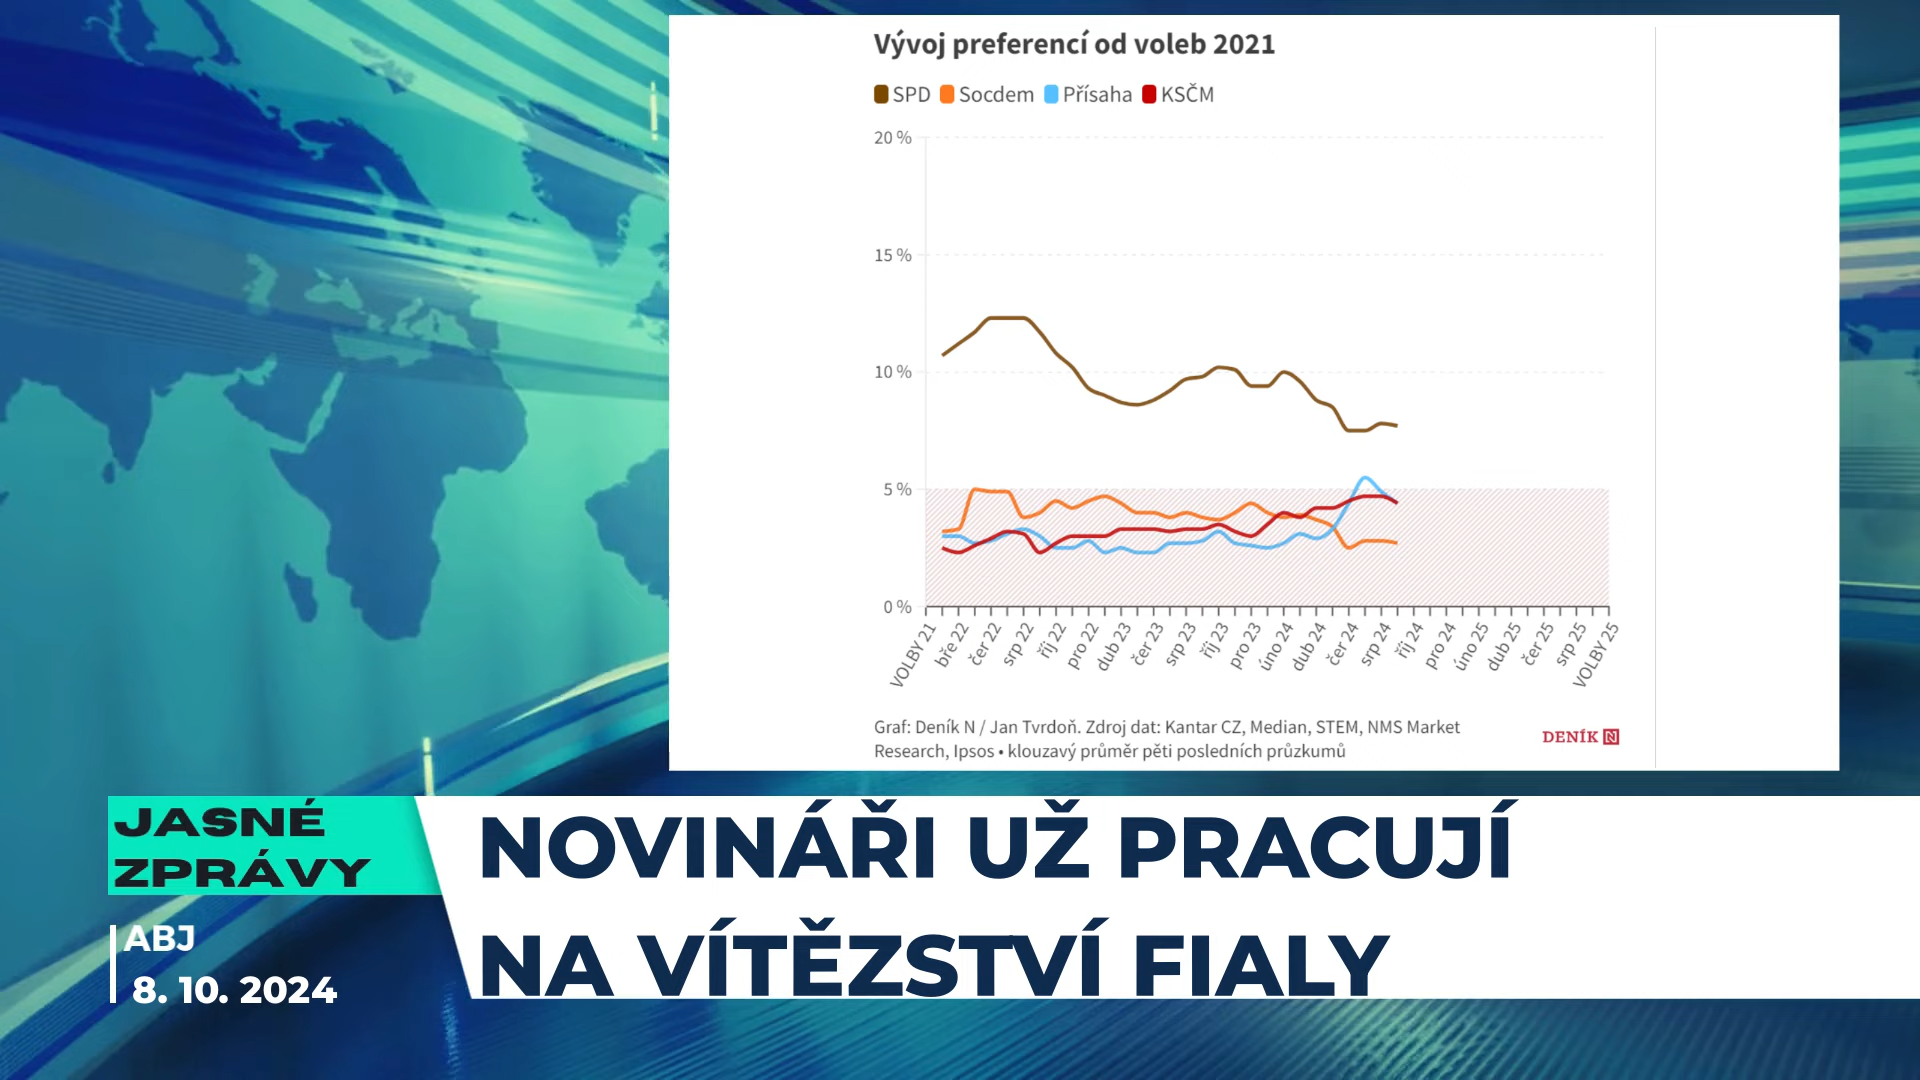 Vývoj preferencí od voleb 2021
SPD Socdem Přísaha KSČM
20 %
15 %
10 %
5 %
0 %
VOLBY 21 bře 22 čer 22 srp 22 říj 22 pro 22 dub 23 čer 23 srp 23 říj 23 pro 23 úno 24 dub 24 čer 24 srp 24 říj 24 pro 24 úno 25 dub 25 čer 25 srp 25 VOLBY 25
Graf: Deník N / Jan Tvrdoň. Zdroj dat: Kantar CZ, Median, STEM, NMS Market
Research, Ipsos • klouzavý průměr pěti posledních průzkumů
DENÍK N
JASNÉ
ZPRÁVY
ABJ
8. 10. 2024
NOVINÁŘI UŽ PRACUJÍ
NA VÍTĚZSTVÍ FIALY